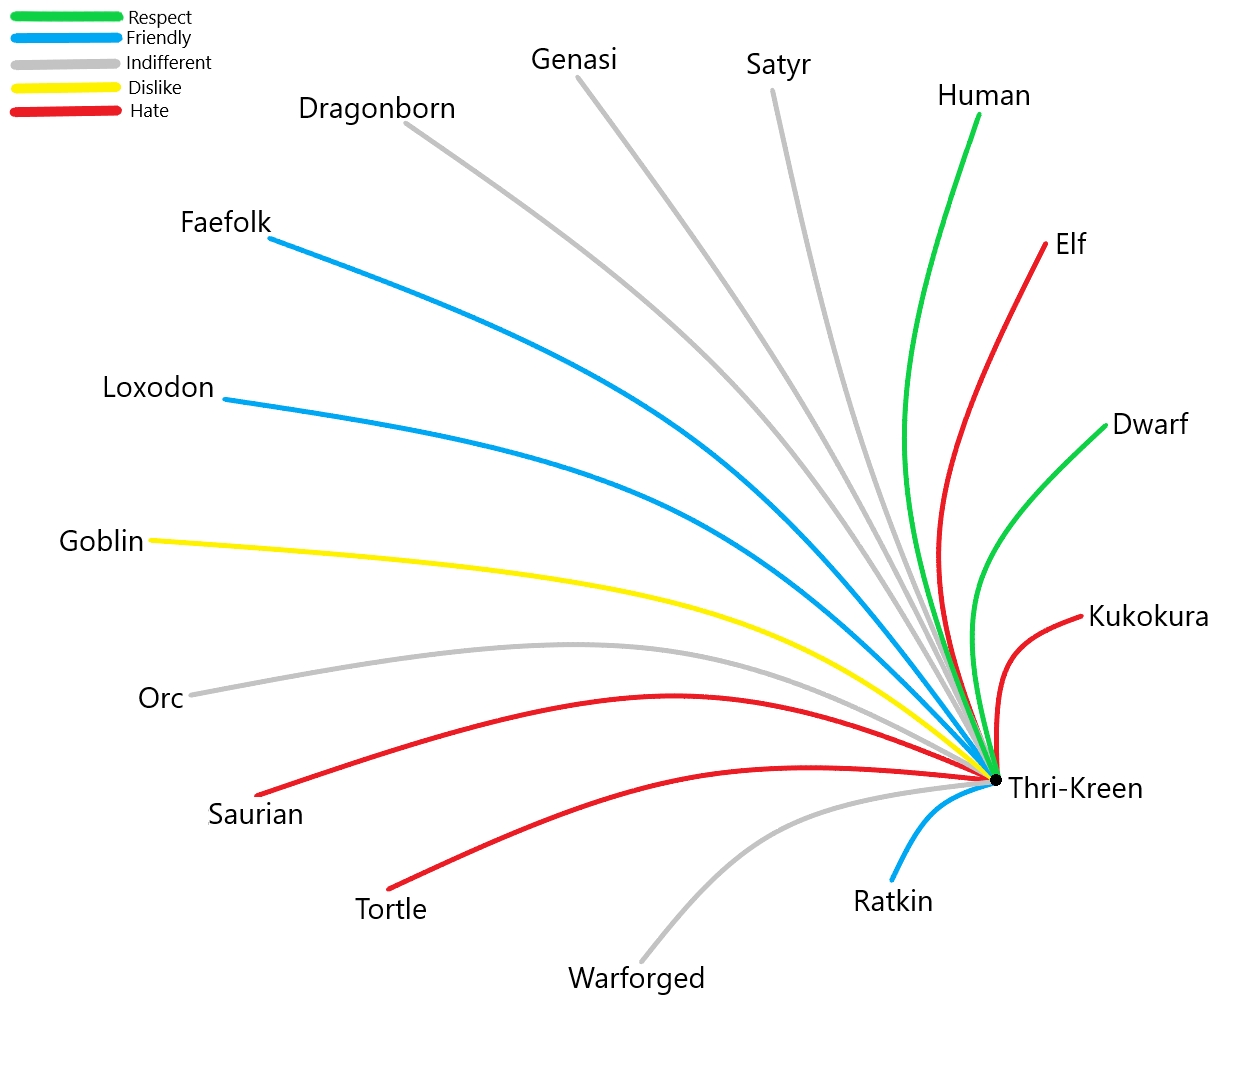 Respect
Friendly
Indifferent
Dislike
Hate
Genasi
Satyr
Human
Dragonborn
Faefolk
Elf
Loxodon
Dwarf
Goblin
Kukokura
Orc
Thri-Kreen
Saurian
Ratkin
Tortle
Warforged